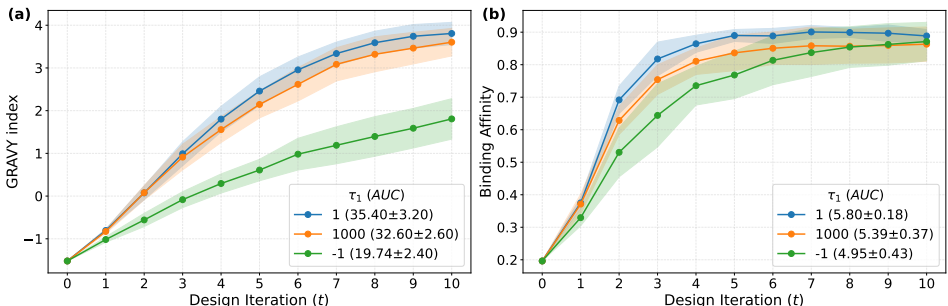 (a)
GRAVY index
4
3
2
1
0
−1
τ1 (AUC)
1 (35.40±3.20)
1000 (32.60±2.60)
-1 (19.74±2.40)
0 1 2 3 4 5 6 7 8 9 10
Design Iteration (t)
(b)
Binding Affinity
0.9
0.8
0.7
0.6
0.5
0.4
0.3
0.2
τ1 (AUC)
1 (5.80±0.18)
1000 (5.39±0.37)
-1 (4.95±0.43)
0 1 2 3 4 5 6 7 8 9 10
Design Iteration (t)